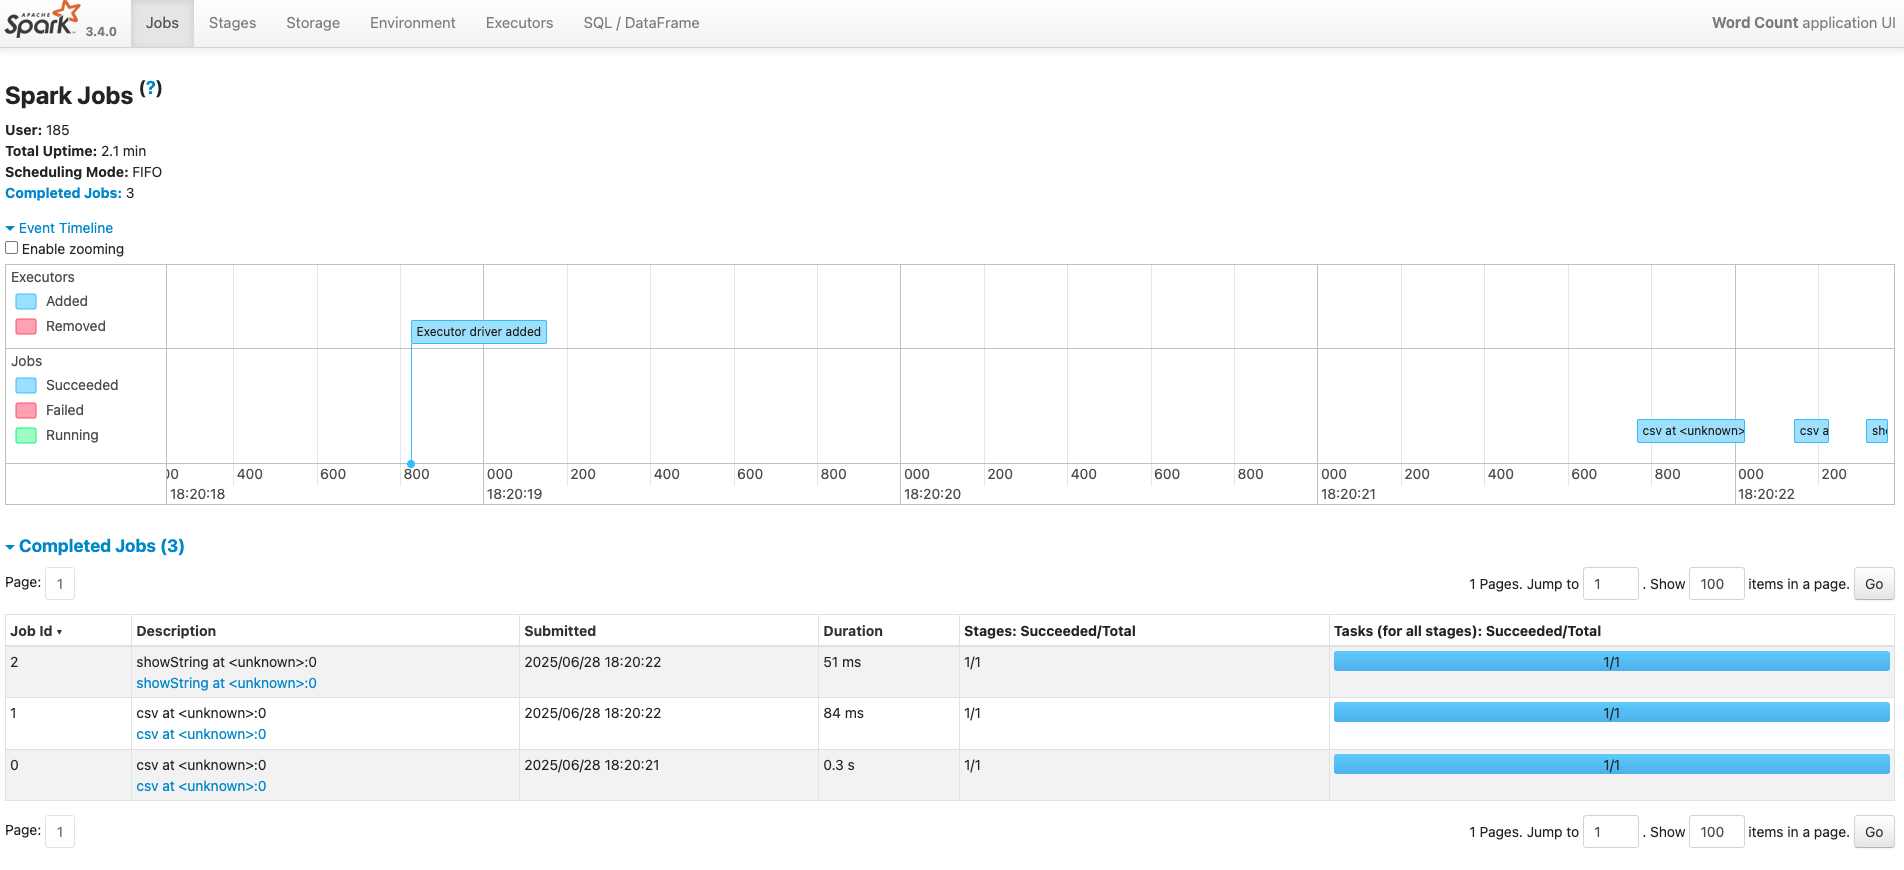 APACHE
Spark 3.4.0 Jobs Stages Storage Environment Executors SQL / DataFrame Word Count application UI
Spark Jobs (?)
User: 185
Total Uptime: 2.1 min
Scheduling Mode: FIFO
Completed Jobs: 3
Event Timeline
Enable zooming
Executors
Added
Removed
Executor driver added
Jobs
Succeeded
Failed
Running
csv at <unknown> csv a sho
00 400 600 800 000 200 400 600 800 000 200 400 600 800 000 200 400 600 800 000 200
18:20:18 18:20:19 18:20:20 18:20:21 18:20:22
Completed Jobs (3)
Page: 1 1 Pages. Jump to 1 . Show 100 items in a page. Go
Job Id ▾ Description Submitted Duration Stages: Succeeded/Total Tasks (for all stages): Succeeded/Total
2 showString at <unknown>:0 2025/06/28 18:20:22 51 ms 1/1 1/1
showString at <unknown>:0
1 csv at <unknown>:0 2025/06/28 18:20:22 84 ms 1/1 1/1
csv at <unknown>:0
0 csv at <unknown>:0 2025/06/28 18:20:21 0.3 s 1/1 1/1
csv at <unknown>:0
Page: 1 1 Pages. Jump to 1 . Show 100 items in a page. Go